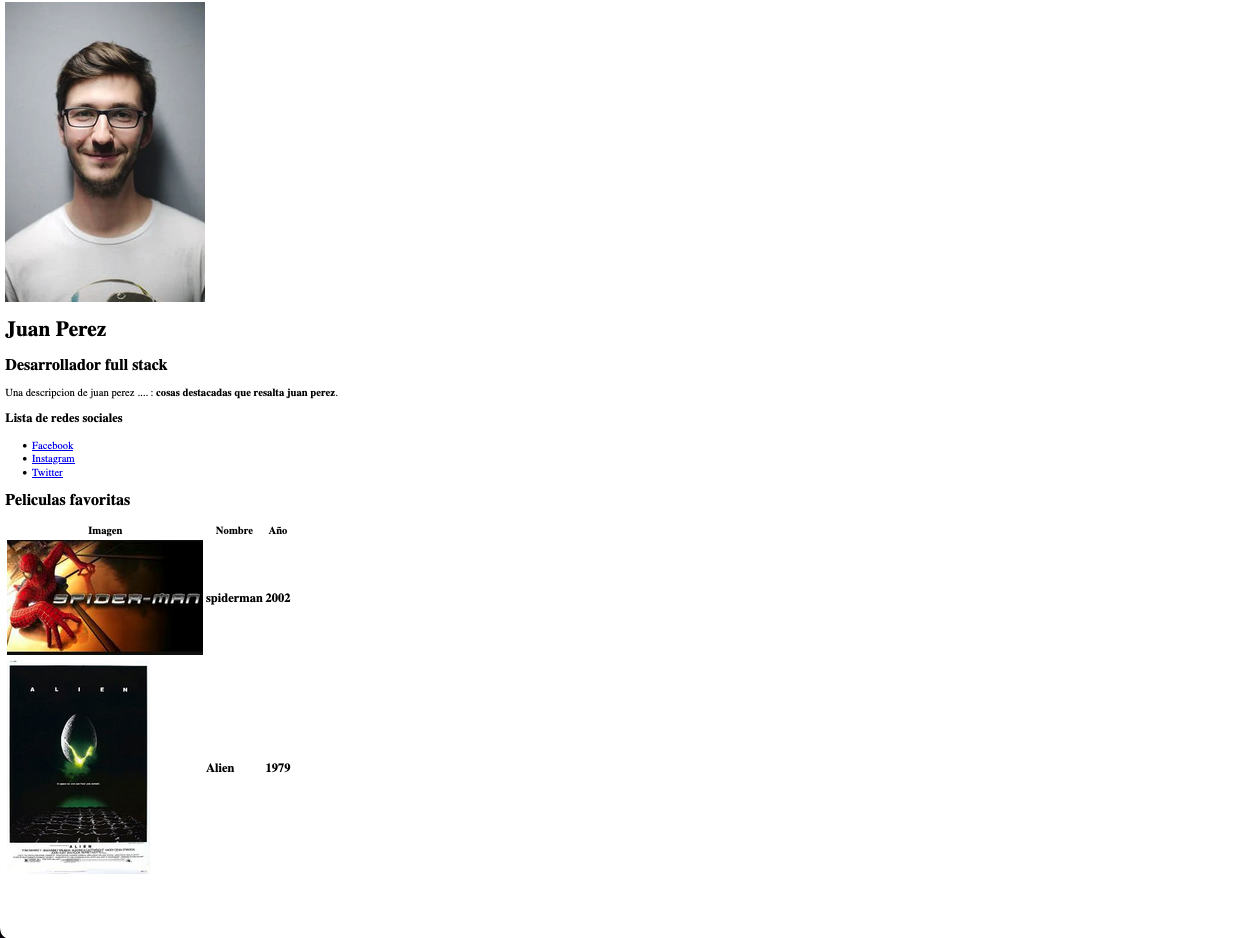 Juan Perez
Desarrollador full stack
Una descripcion de juan perez .... : cosas destacadas que resalta juan perez.
Lista de redes sociales
Facebook
Instagram
Twitter
Peliculas favoritas
Imagen Nombre Año
SPIDER-MAN spiderman 2002
ALIEN
Alien 1979
ALIEN